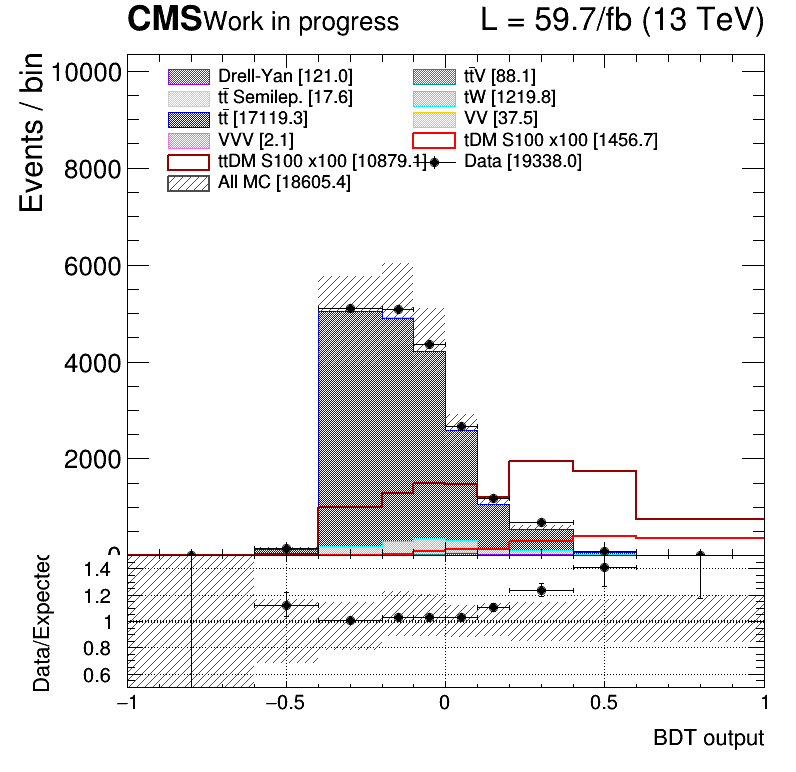 CMS Work in progress L = 59.7/fb (13 TeV)
Events / bin
10000
8000
6000
4000
2000
0
Drell-Yan [121.0] tt̄V [88.1]
tt̄ Semilep. [17.6] tW [1219.8]
tt̄ [17119.3] VV [37.5]
VVV [2.1] tDM S100 x100 [1456.7]
ttDM S100 x100 [10879.1] Data [19338.0]
All MC [18605.4]
Data/Expected
1.4
1.2
1
0.8
0.6
−1 −0.5 0 0.5 1
BDT output